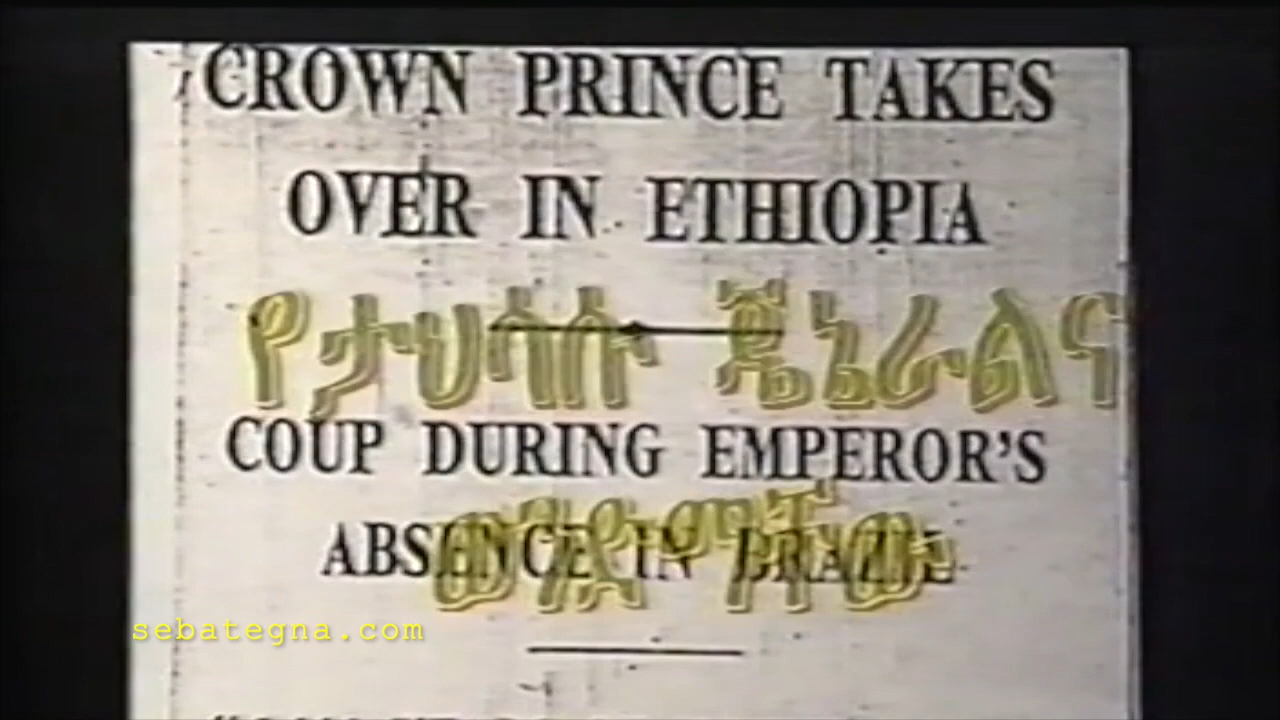 CROWN PRINCE TAKES
OVER IN ETHIOPIA
የታህሳሱ ጄኔራልና
COUP DURING EMPEROR'S
ABSENCE IN BRAZIL
ወንድማቸው
sebategna.com